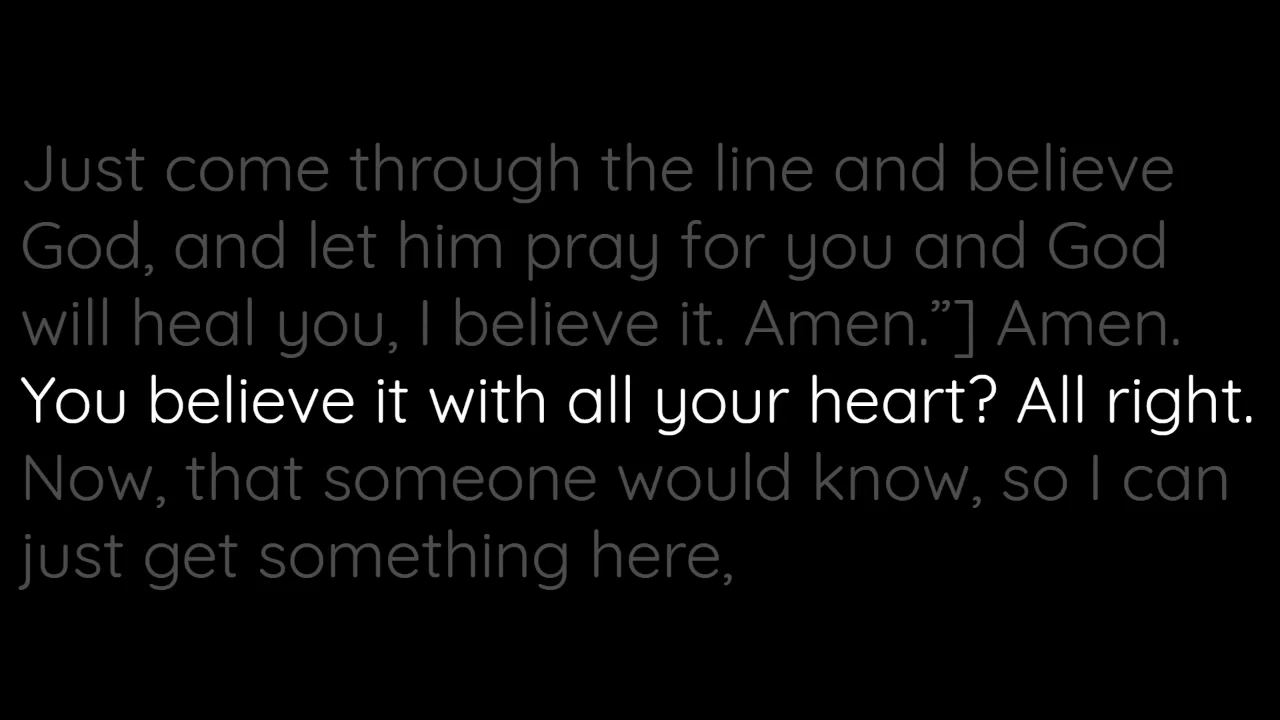 Just come through the line and believe
God, and let him pray for you and God
will heal you, I believe it. Amen.”] Amen.
You believe it with all your heart? All right.
Now, that someone would know, so I can
just get something here,